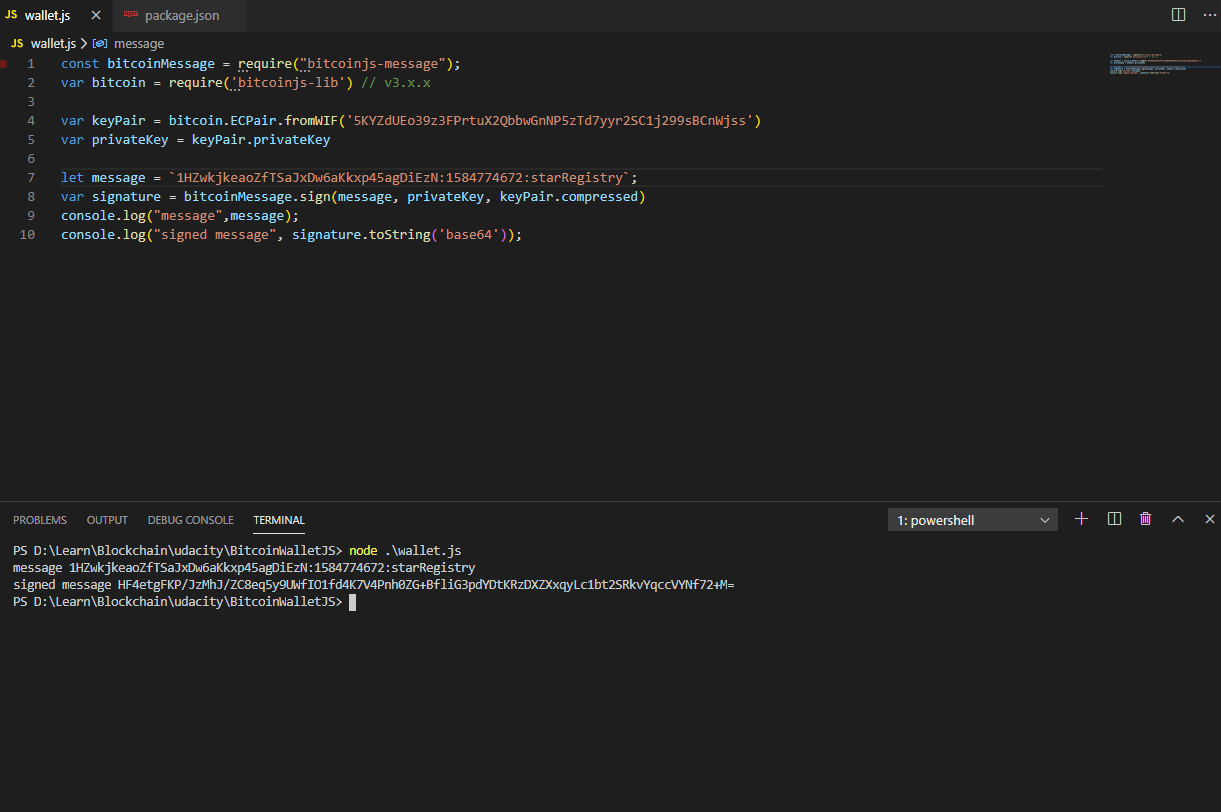 JS wallet.js × npm package.json ···
JS wallet.js > message
1 const bitcoinMessage = require("bitcoinjs-message");
2 var bitcoin = require('bitcoinjs-lib') // v3.x.x
3
4 var keyPair = bitcoin.ECPair.fromWIF('5KYZdUEo39z3FPrtuX2QbbwGnNP5zTd7yyr2SC1j299sBCnWjss')
5 var privateKey = keyPair.privateKey
6
7 let message = `1HZwkjkeaoZfTSaJxDw6aKkxp45agDiEzN:1584774672:starRegistry`;
8 var signature = bitcoinMessage.sign(message, privateKey, keyPair.compressed)
9 console.log("message",message);
10 console.log("signed message", signature.toString('base64'));
PROBLEMS OUTPUT DEBUG CONSOLE TERMINAL 1: powershell
PS D:\Learn\Blockchain\udacity\BitcoinWalletJS> node .\wallet.js
message 1HZwkjkeaoZfTSaJxDw6aKkxp45agDiEzN:1584774672:starRegistry
signed message HF4etgFKP/JzMhJ/ZC8eq5y9UWfIO1fd4K7V4Pnh0ZG+BfliG3pdYDtKRzDXZXxqyLc1bt2SRkvYqccVYNf72+M=
PS D:\Learn\Blockchain\udacity\BitcoinWalletJS>